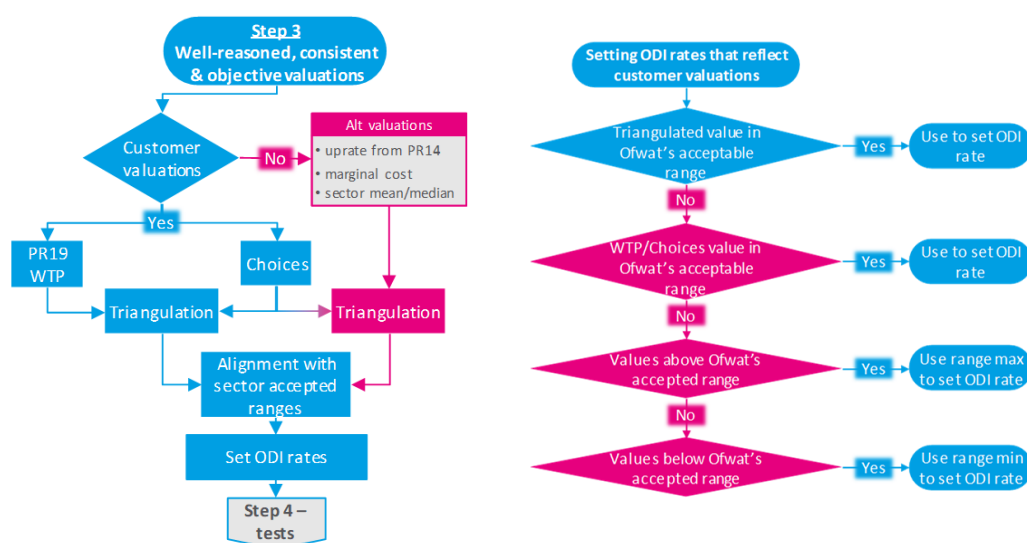 Step 3
Well-reasoned, consistent
& objective valuations
Customer
valuations
No
Alt valuations
• uprate from PR14
• marginal cost
• sector mean/median
Yes
PR19
WTP
Choices
Triangulation
Triangulation
Alignment with
sector accepted
ranges
Set ODI rates
Step 4 –
tests
Setting ODI rates that reflect
customer valuations
Triangulated value in
Ofwat's acceptable
range
Yes
Use to set ODI
rate
No
WTP/Choices value in
Ofwat's acceptable
range
Yes
Use to set ODI
rate
No
Values above Ofwat's
accepted range
Yes
Use range max
to set ODI rate
No
Values below Ofwat's
accepted range
Yes
Use range min
to set ODI rate